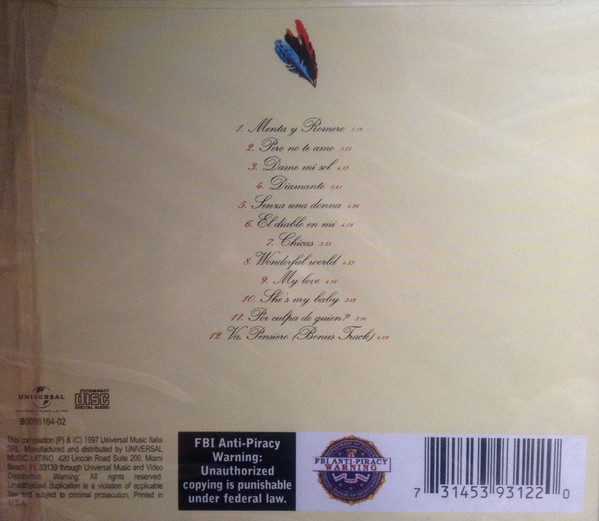 1. Menta y Romero
2. Pero no te amo
3. Dame mi sol
4. Diamante
5. Senza una donna
6. El diablo en mi
7. Chicas
8. Wonderful world
9. My love
10. She's my baby
11. Por culpa de quien?
12. Va, Pensiero (Bonus Track)
UNIVERSAL
COMPACT
disc
DIGITAL AUDIO
-02
This compilation (P) & (C) 1997 Universal Music Italia
SRL. Manufactured and distributed by UNIVERSAL
MUSIC LATINO, 420 Lincoln Road Suite 200, Miami
Beach, FL 33139 through Universal Music and Video
Distribution. Warning: All rights reserved.
Unauthorized duplication is a violation of applicable
law and subject to criminal prosecution. Printed in
U.S.A.
FBI Anti-Piracy
Warning:
Unauthorized
copying is punishable
under federal law.
FBI ANTI-PIRACY
WARNING
7 31453 93122 0